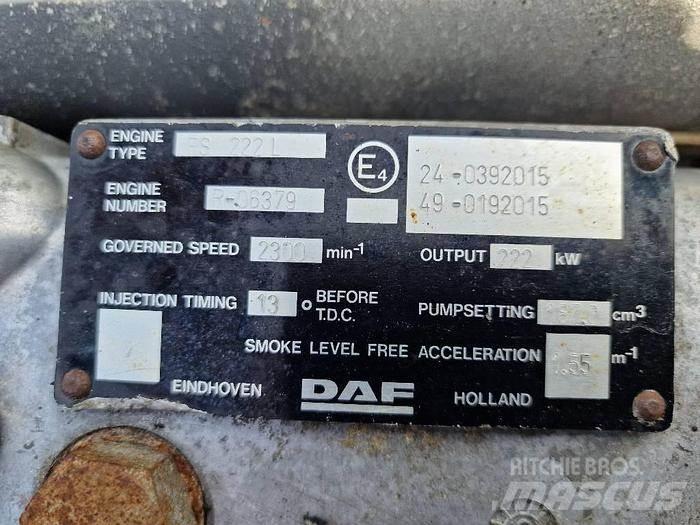 ENGINE TYPE RS 222 L
E4
24-0392015
49-0192015
ENGINE NUMBER R-06379
GOVERNED SPEED 2300 min-1
OUTPUT 222 kW
INJECTION TIMING 13 o BEFORE T.D.C.
PUMPSETTING cm3
SMOKE LEVEL FREE ACCELERATION 1.55 m-1
EINDHOVEN DAF HOLLAND
RITCHIE BROS.
MASCUS